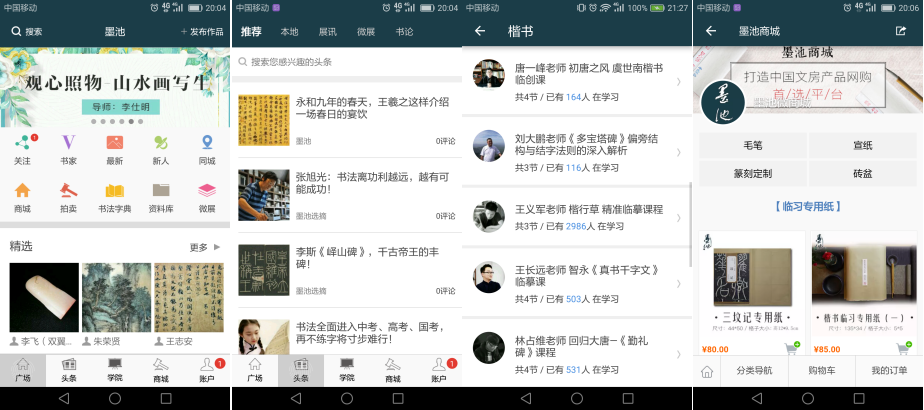 中国移动
20:04
搜索
墨池
+ 发布作品
观心照物-山水画写生
导师：李仕明
关注
书家
最新
新人
同城
商城
拍卖
书法字典
资料库
微展
精选
更多
李飞（双翼...
朱荣贤
王志安
广场
头条
学院
商城
账户
1
中国移动
20:04
推荐
本地
展讯
微展
书论
搜索您感兴趣的头条
永和九年的春天，王羲之这样介绍
一场春日的宴饮
墨池
0评论
张旭光：书法离功利越远，越有可
能成功！
墨池选摘
0评论
李斯《峄山碑》，千古帝王的丰
碑！
墨池选摘
0评论
书法全面进入中考、高考、国考，
再不练字将寸步难行！
广场
头条
学院
商城
账户
1
中国移动
100%
21:27
楷书
唐一峰老师 初唐之风 虞世南楷书
临创课
共4节 / 已有 164人 在学习
刘大鹏老师《多宝塔碑》偏旁结
构与结字法则的深入解析
共3节 / 已有 116人 在学习
王义军老师 楷行草 精准临摹课程
共3节 / 已有 2986人 在学习
王长远老师 智永《真书千字文》
临摹课
共4节 / 已有 503人 在学习
林占维老师 回归大唐—《勤礼
碑》课程
共4节 / 已有 531人 在学习
中国移动
20:06
墨池商城
墨池商城
打造中国文房产品网购
首/选/平/台
墨池
墨池商城
毛笔
宣纸
篆刻定制
砖盆
【 临习专用纸 】
·三坟记专用纸·
¥80.00
·楷书临习专用纸（一）·
¥85.00
分类导航
购物车
我的订单